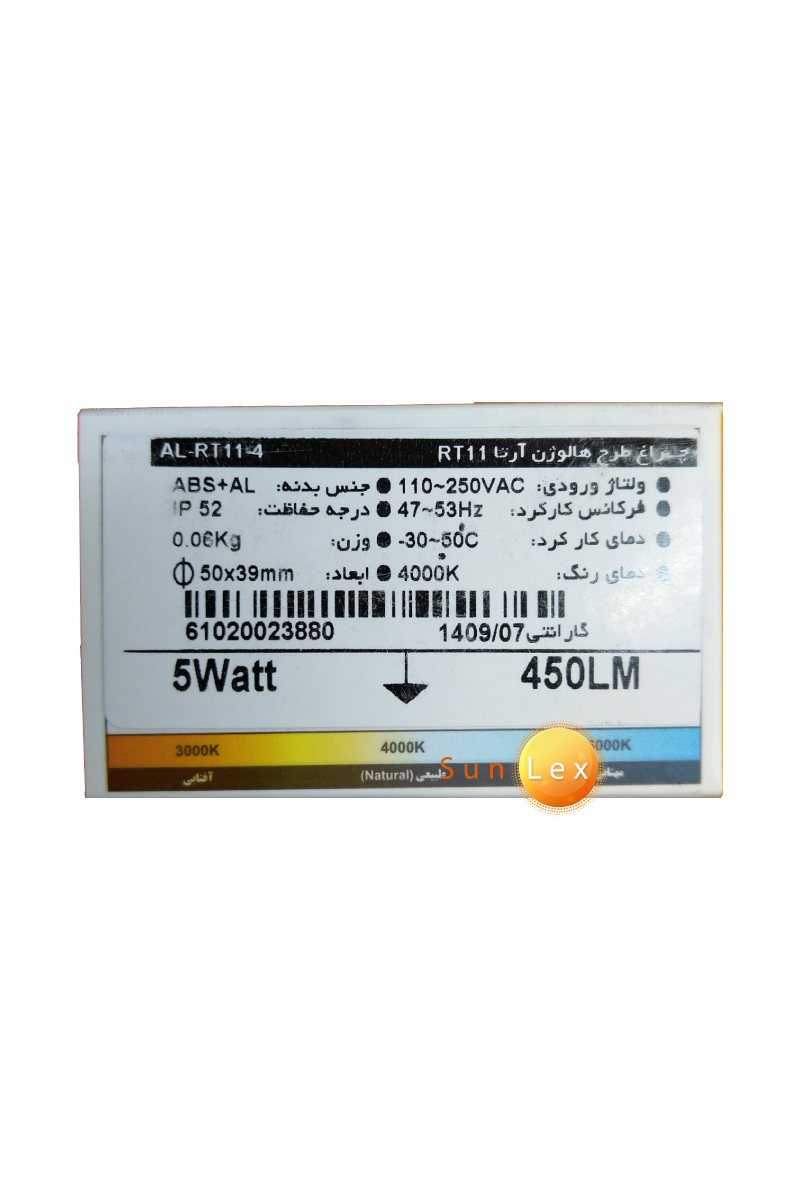 چراغ طرح هالوژن آرتا RT11 AL-RT11-4
ولتاژ ورودی: 110~250VAC جنس بدنه: ABS+AL
فرکانس کارکرد: 47~53Hz درجه حفاظت: IP 52
دمای کار کرد: -30~50C وزن: 0.06Kg
دمای رنگ: 4000K ابعاد: ϕ 50x39mm
61020023880 گارانتی 1409/07
5Watt 450LM
3000K 4000K 6000K
آفتابی طبیعی (Natural) مهتابی
Sun Lex